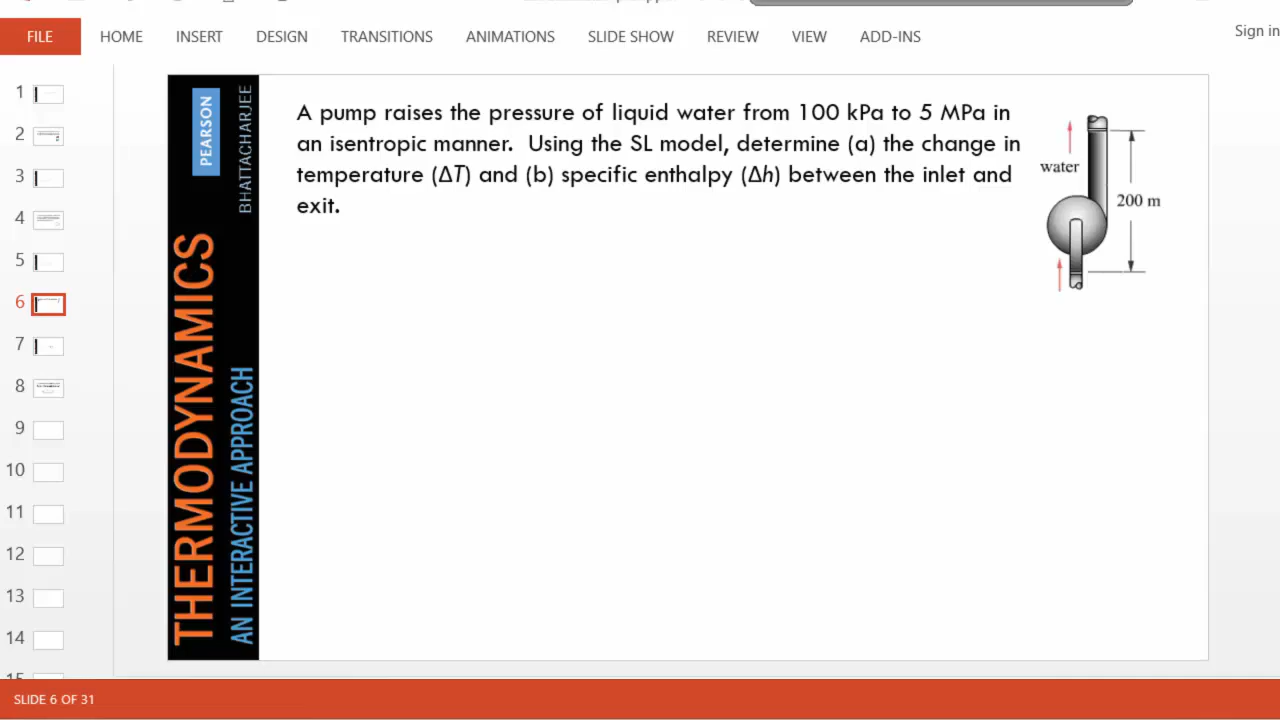 FILE HOME INSERT DESIGN TRANSITIONS ANIMATIONS SLIDE SHOW REVIEW VIEW ADD-INS Sign in
1
2
3
4
5
6
7
8
9
10
11
12
13
14
15
PEARSON
BHATTACHARJEE
THERMODYNAMICS
AN INTERACTIVE APPROACH
A pump raises the pressure of liquid water from 100 kPa to 5 MPa in
an isentropic manner. Using the SL model, determine (a) the change in
temperature (ΔT) and (b) specific enthalpy (Δh) between the inlet and
exit.
water
200 m
SLIDE 6 OF 31